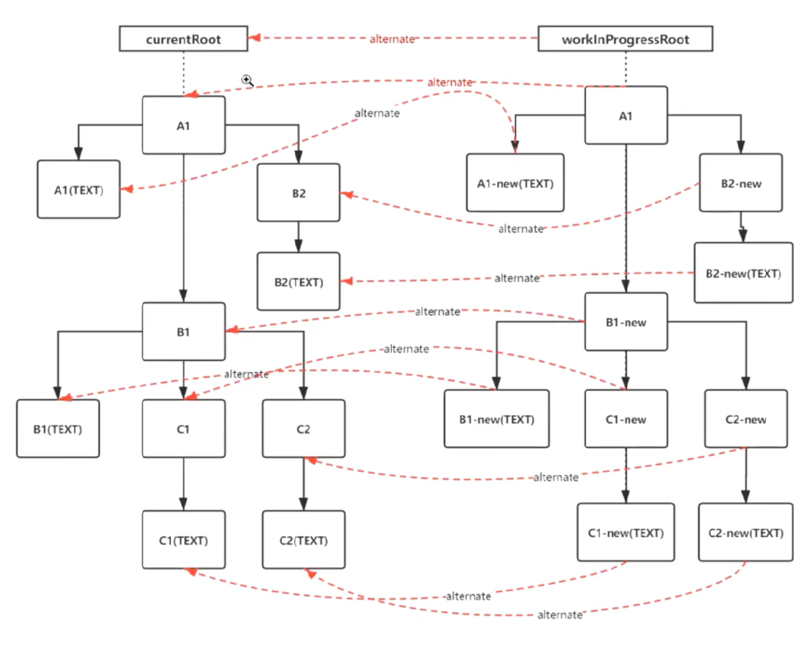 currentRoot
alternate
workInProgressRoot
alternate
alternate
A1
A1
A1(TEXT)
B2
A1-new(TEXT)
B2-new
alternate
B2(TEXT)
alternate
B2-new(TEXT)
alternate
B1
B1-new
alternate
alternate
B1(TEXT)
C1
C2
B1-new(TEXT)
C1-new
C2-new
alternate
C1(TEXT)
C2(TEXT)
C1-new(TEXT)
C2-new(TEXT)
alternate
alternate